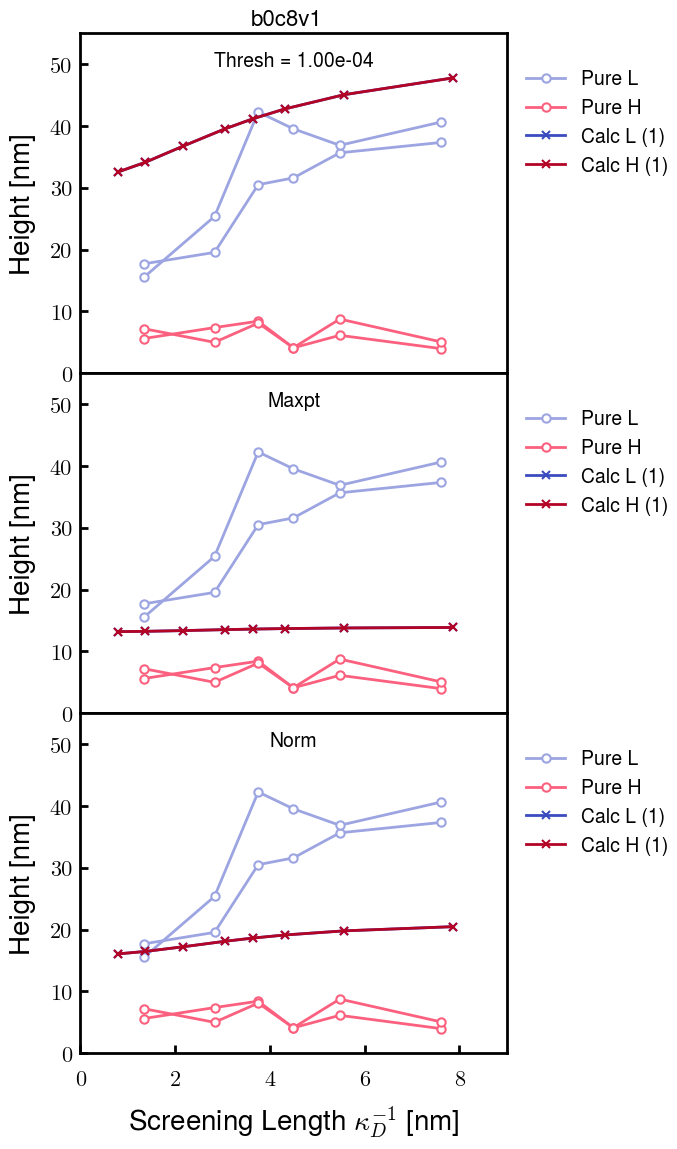 b0c8v1
Thresh = 1.00e-04
50
40
30
20
10
0
Height [nm]
Pure L
Pure H
Calc L (1)
Calc H (1)
Maxpt
50
40
30
20
10
0
Height [nm]
Pure L
Pure H
Calc L (1)
Calc H (1)
Norm
50
40
30
20
10
0
Height [nm]
Pure L
Pure H
Calc L (1)
Calc H (1)
0 2 4 6 8
Screening Length κ_D^{-1} [nm]